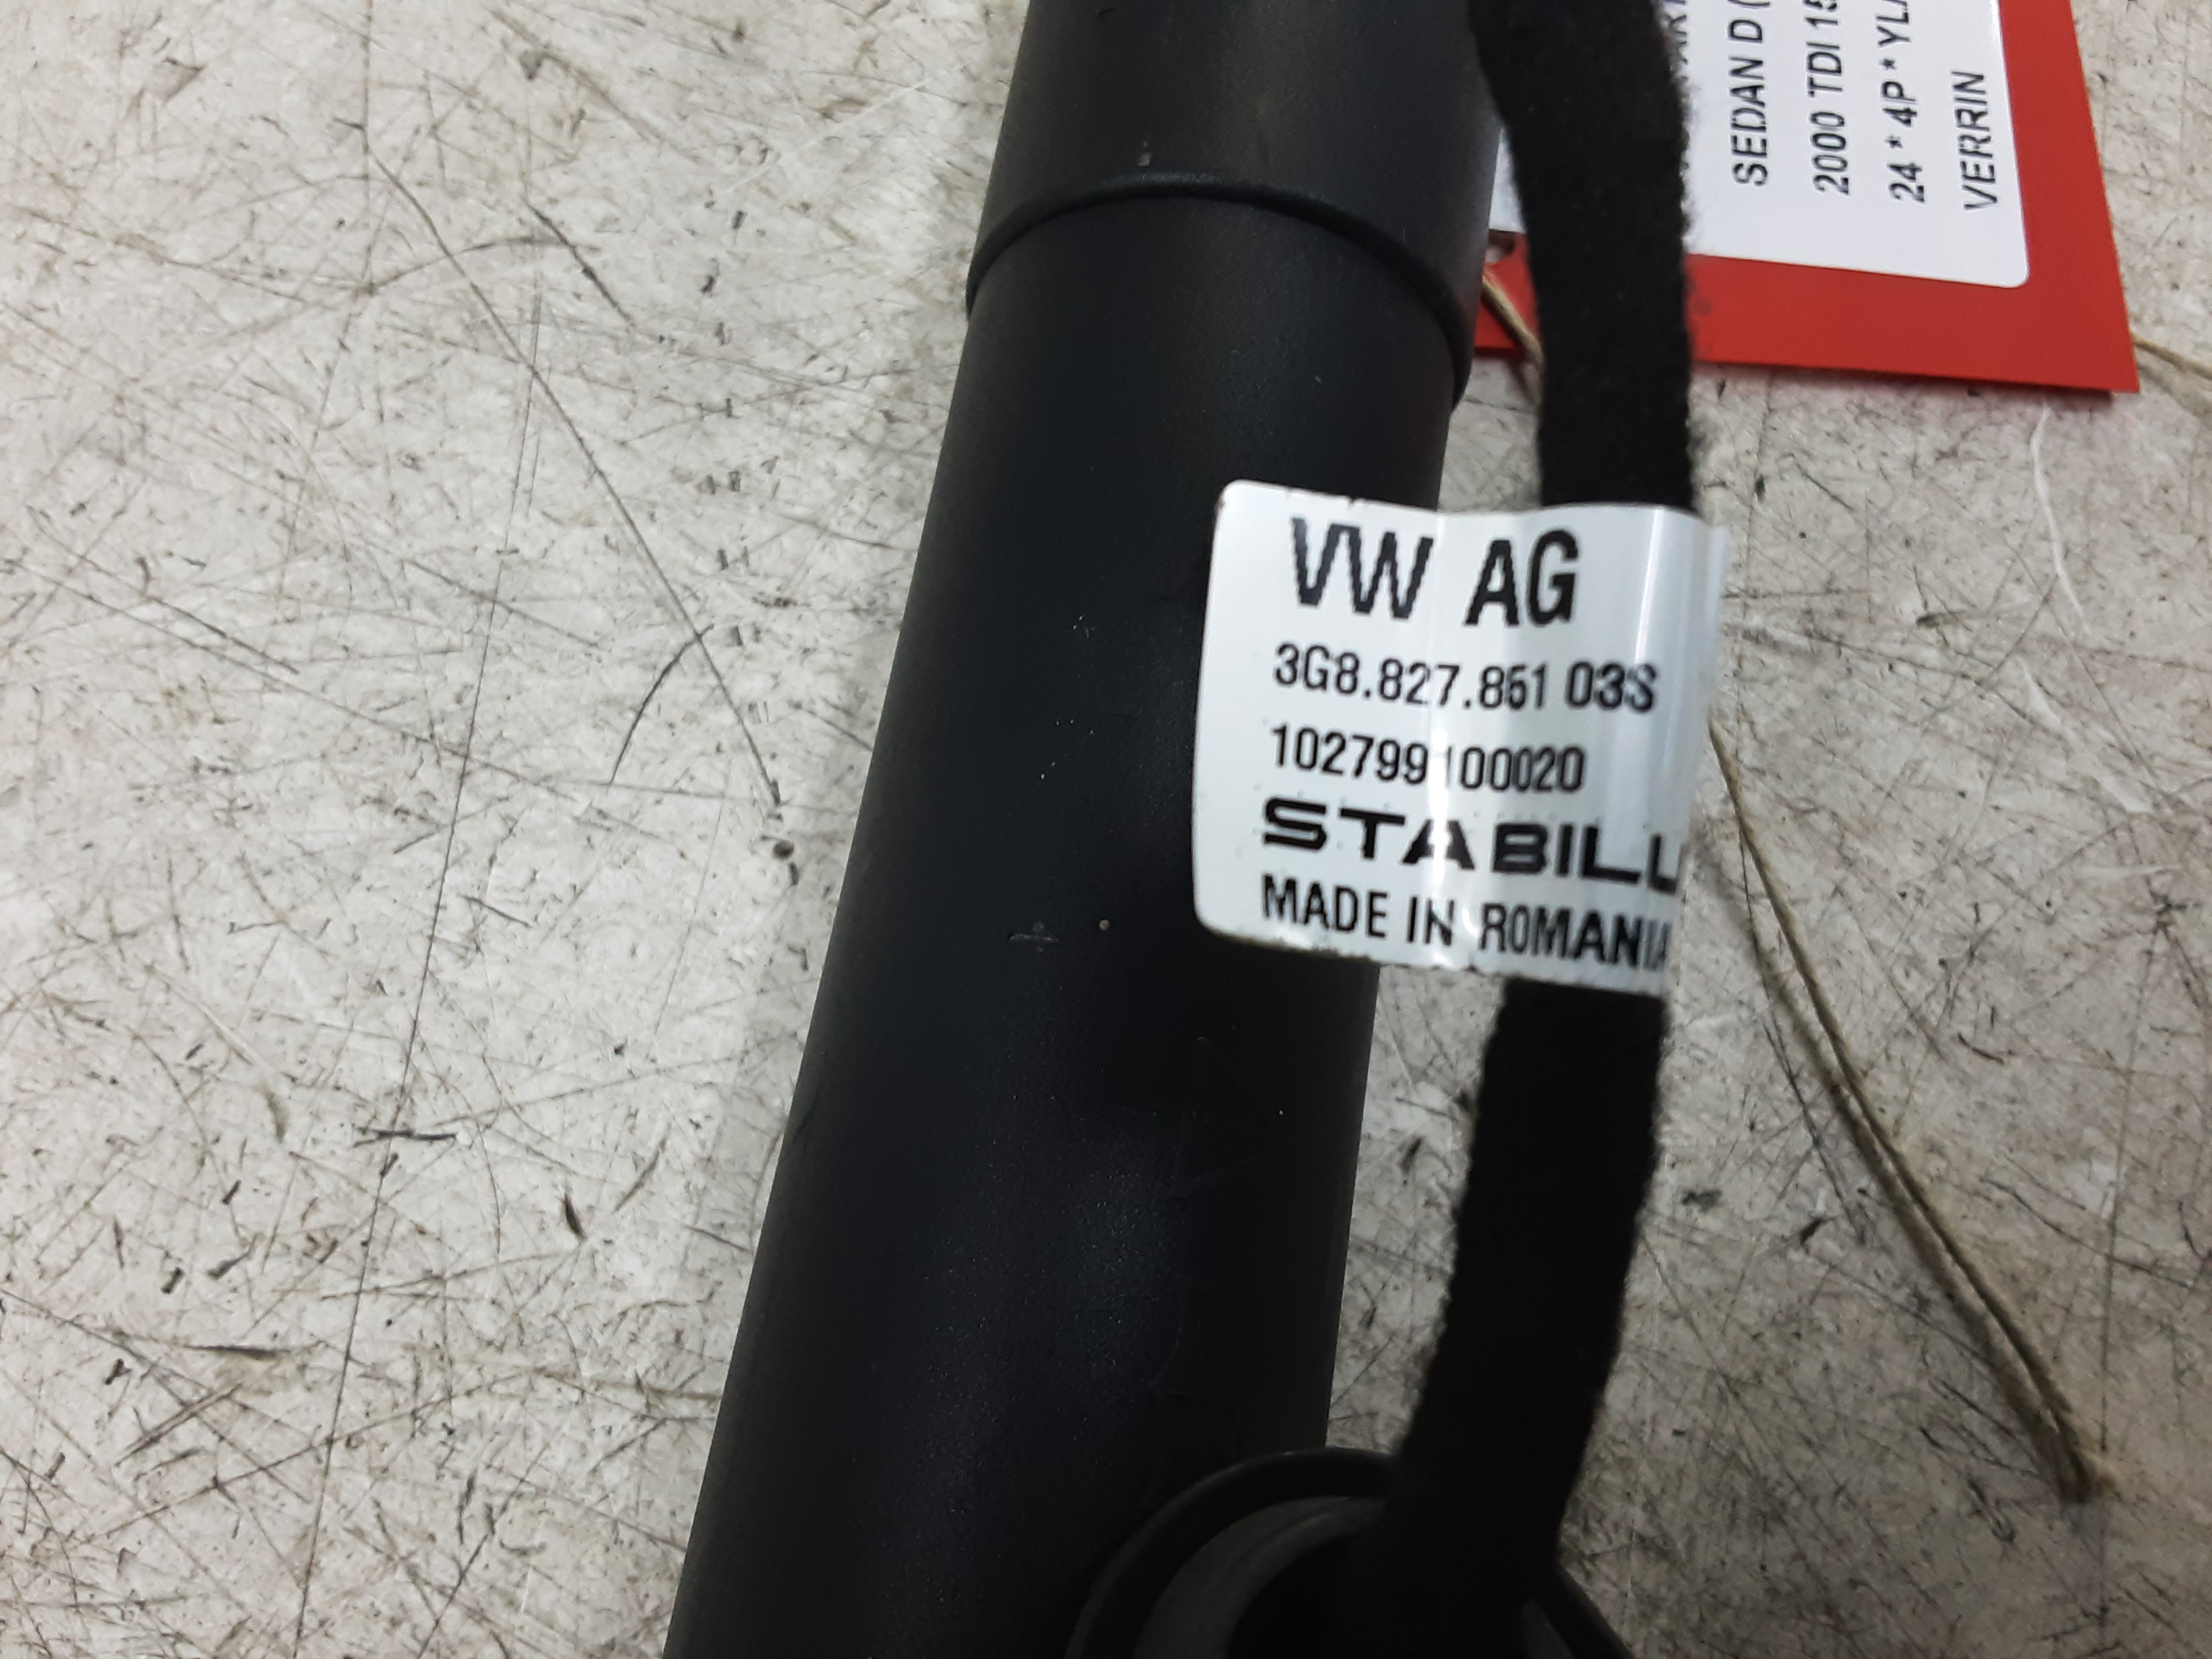 VW AG
3G8.827.851 03S
102799100020
STABILU
MADE IN ROMANIA
SEDAN D (
2000 TDI 15
24 * 4P * YL
VERRIN